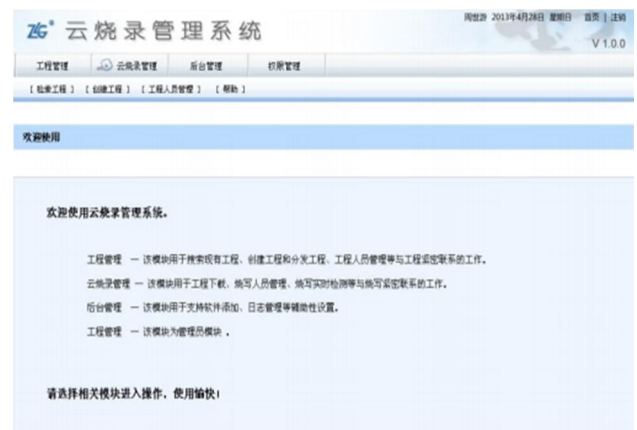 ZLG® 云烧录管理系统
周世游 2013年4月28日 星期日 首页 | 注销
V 1.0.0
工程管理 云烧录管理 后台管理 权限管理
[ 检索工程 ] [ 创建工程 ] [ 工程人员管理 ] [ 帮助 ]
欢迎使用
欢迎使用云烧录管理系统。
工程管理 — 该模块用于搜索现有工程、创建工程和分发工程、工程人员管理等与工程紧密联系的工作。
云烧录管理 — 该模块用于工程下载、烧写人员管理、烧写实时检测等与烧写紧密联系的工作。
后台管理 — 该模块用于支持软件添加、日志管理等辅助性设置。
工程管理 — 该模块为管理员模块 。
请选择相关模块进入操作，使用愉快！